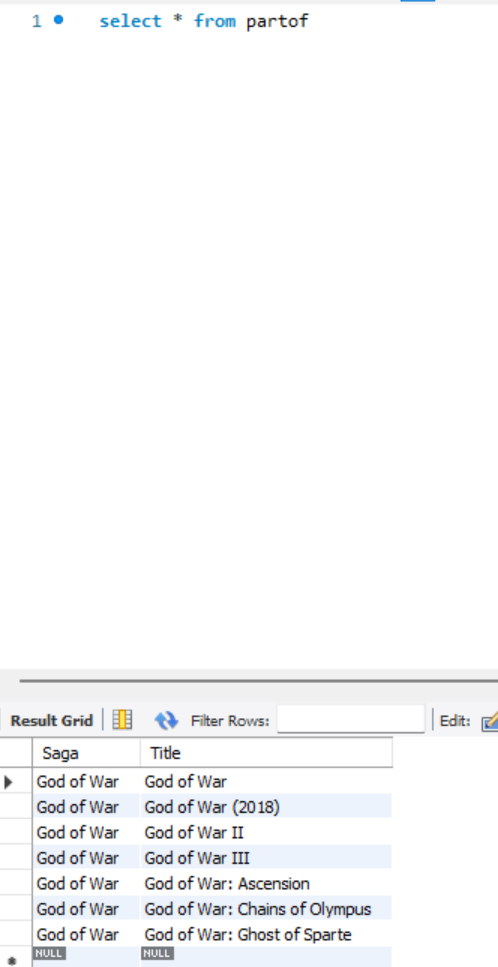 1 select * from partof
Result Grid Filter Rows: Edit:
Saga Title
God of War God of War
God of War God of War (2018)
God of War God of War II
God of War God of War III
God of War God of War: Ascension
God of War God of War: Chains of Olympus
God of War God of War: Ghost of Sparte
NULL NULL